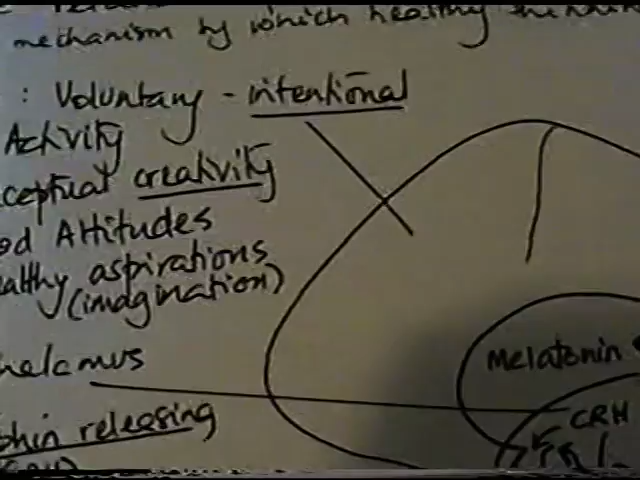 mechanism by which healthy thinking
: Voluntary - intentional
Activity
ceptual creativity
ed Attitudes
althy aspirations
(imagination)
halamus
phin releasing
Melatonin
CRH